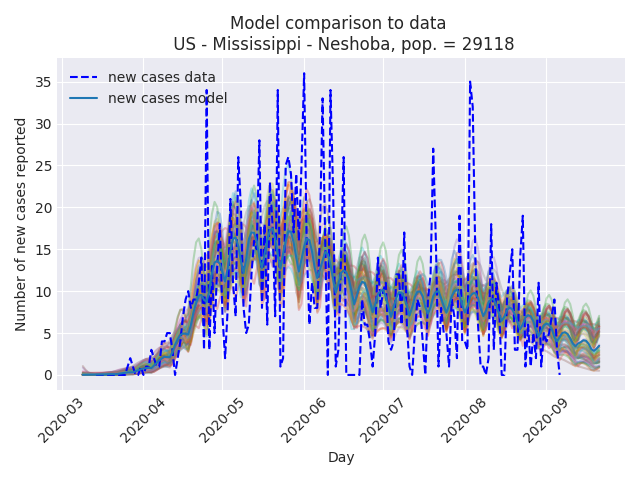 Model comparison to data
US - Mississippi - Neshoba, pop. = 29118
new cases data
new cases model
Number of new cases reported
35
30
25
20
15
10
5
0
2020-03
2020-04
2020-05
2020-06
2020-07
2020-08
2020-09
Day